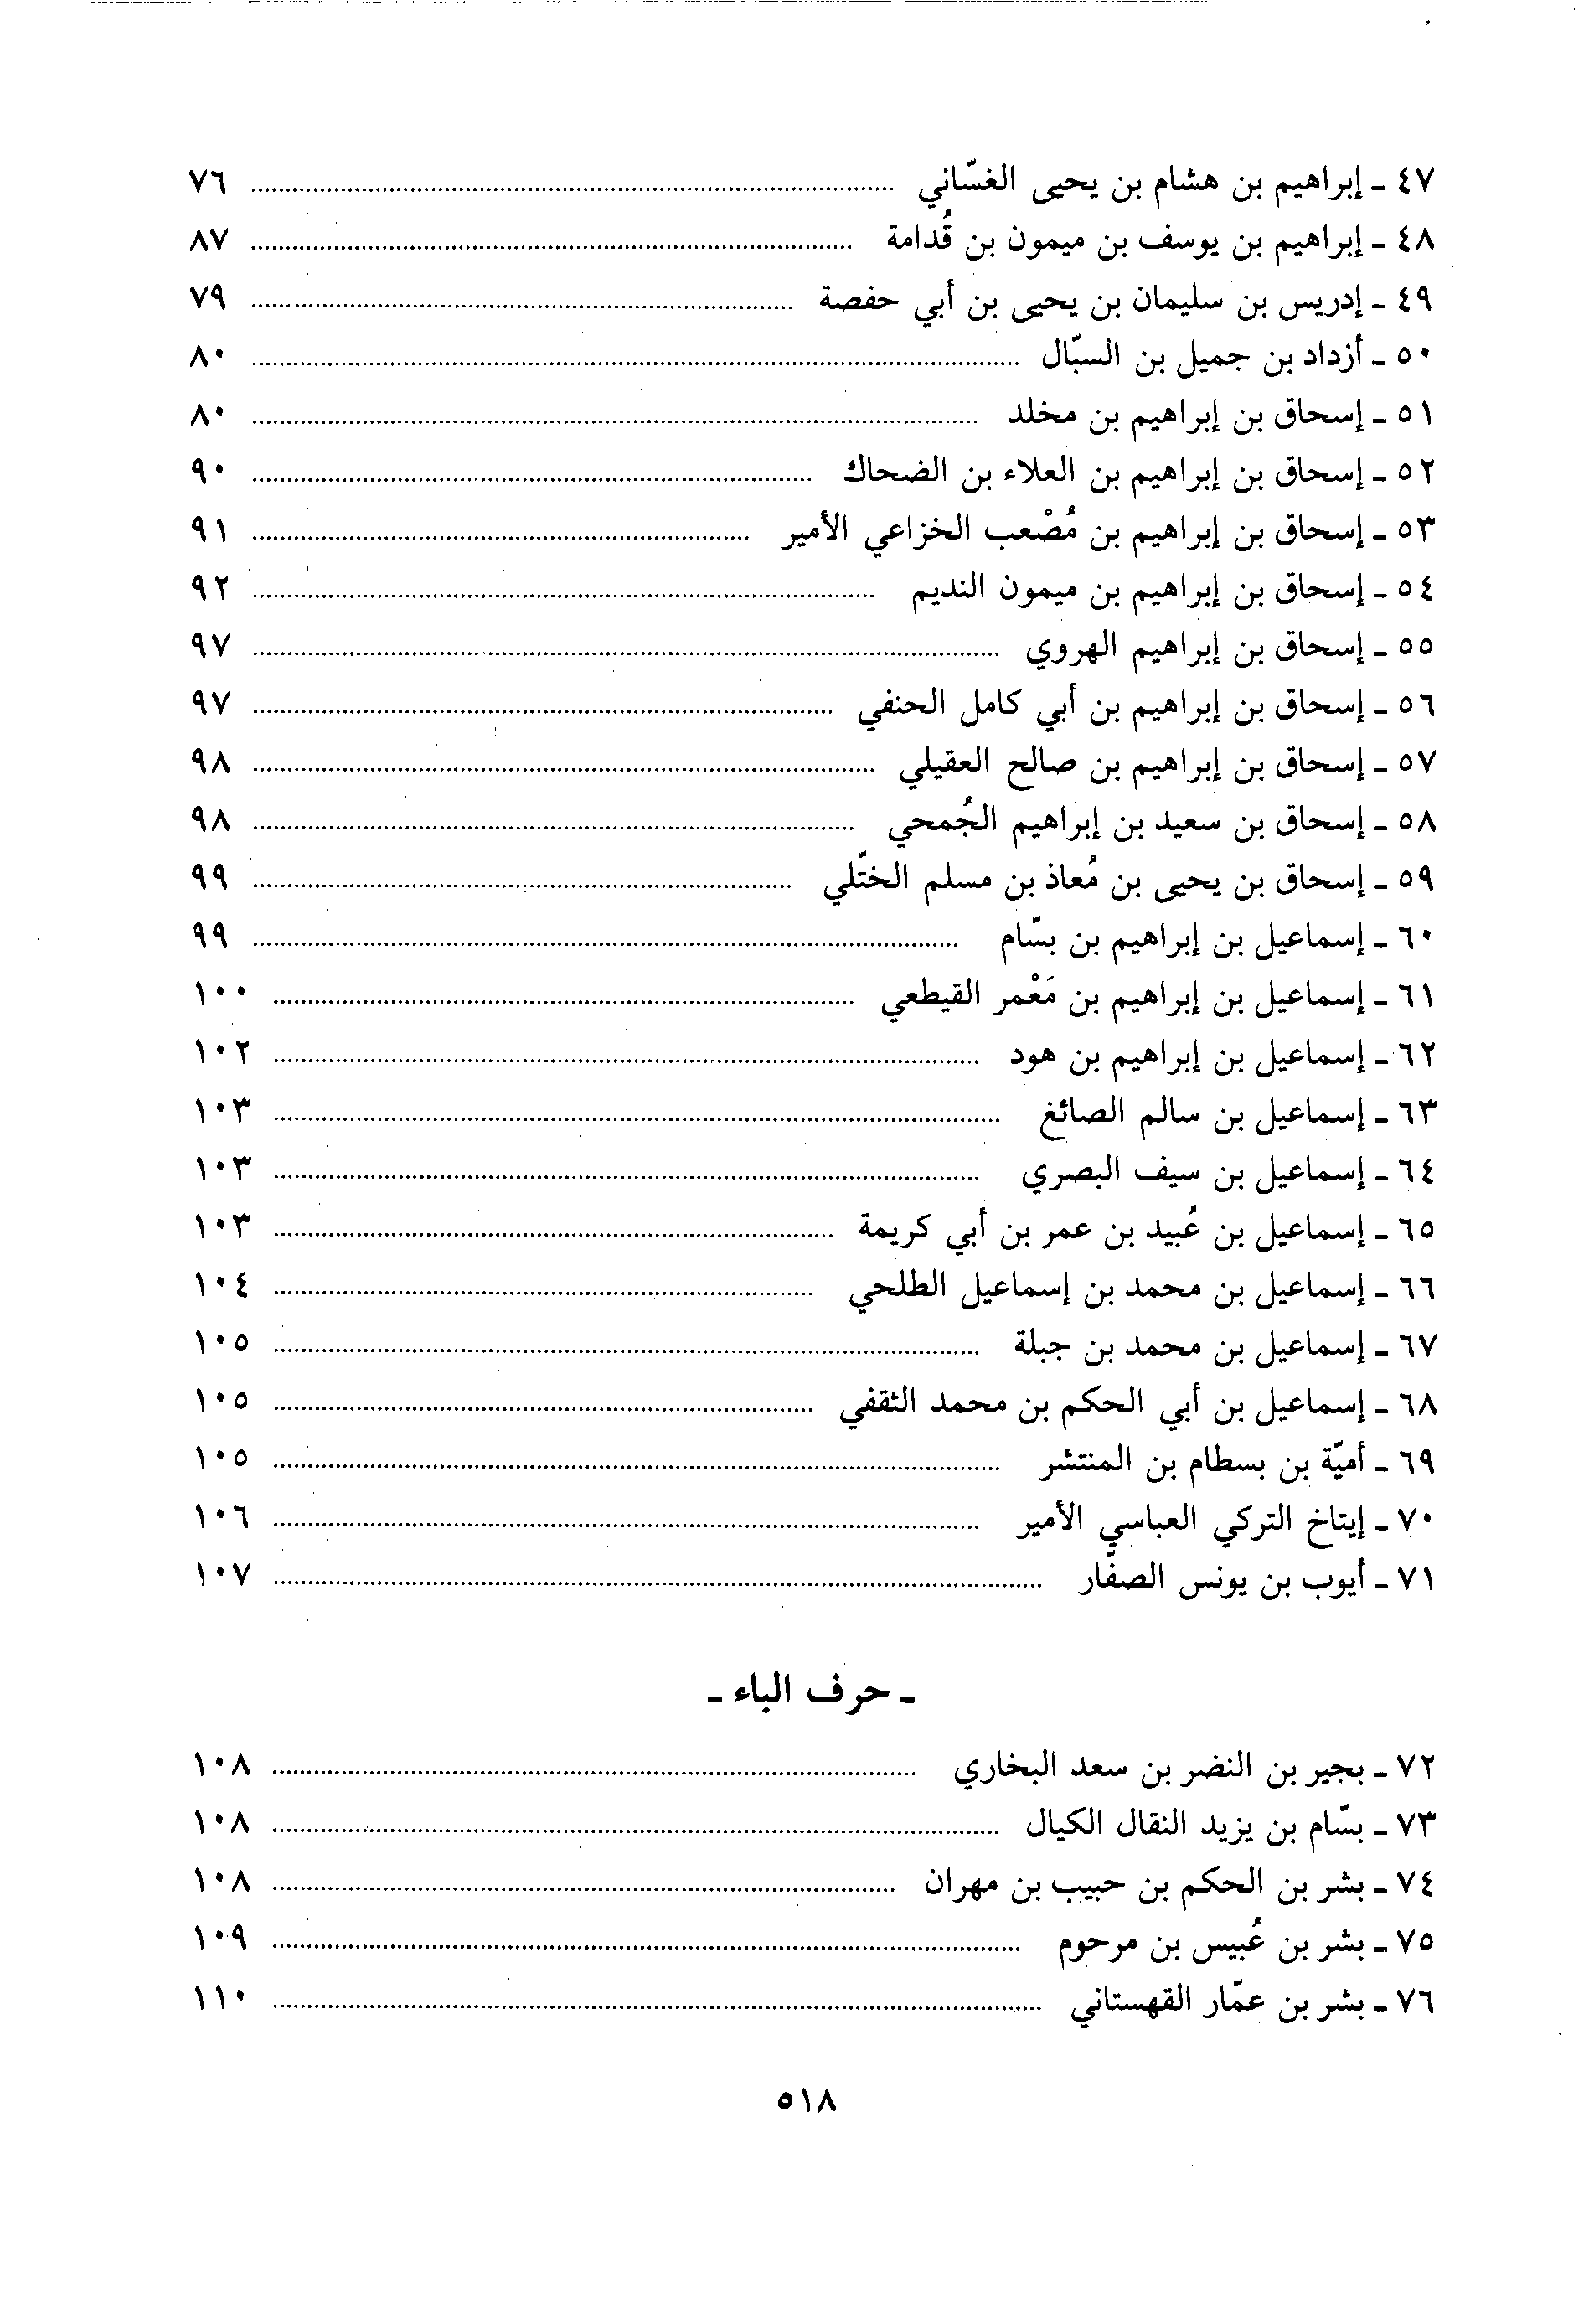 ٤٧ - إبراهيم بن هشام بن يحيى الغسّاني ........ ٧٦
٤٨ - إبراهيم بن يوسف بن ميمون بن قُدامة ........ ٨٧
٤٩ - إدريس بن سليمان بن يحيى بن أبي حفصة ........ ٧٩
٥٠ - أزداد بن جميل بن السبّال ........ ٨٠
٥١ - إسحاق بن إبراهيم بن مخلد ........ ٨٠
٥٢ - إسحاق بن إبراهيم بن العلاء بن الضحاك ........ ٩٠
٥٣ - إسحاق بن إبراهيم بن مُصْعب الخزاعي الأمير ........ ٩١
٥٤ - إسحاق بن إبراهيم بن ميمون النديم ........ ٩٢
٥٥ - إسحاق بن إبراهيم الهروي ........ ٩٧
٥٦ - إسحاق بن إبراهيم بن أبي كامل الحنفي ........ ٩٧
٥٧ - إسحاق بن إبراهيم بن صالح العقيلي ........ ٩٨
٥٨ - إسحاق بن سعيد بن إبراهيم الجُمحي ........ ٩٨
٥٩ - إسحاق بن يحيى بن مُعاذ بن مسلم الختّلي ........ ٩٩
٦٠ - إسماعيل بن إبراهيم بن بسّام ........ ٩٩
٦١ - إسماعيل بن إبراهيم بن مَعْمر القيطعي ........ ١٠٠
٦٢ - إسماعيل بن إبراهيم بن هود ........ ١٠٢
٦٣ - إسماعيل بن سالم الصائغ ........ ١٠٣
٦٤ - إسماعيل بن سيف البصري ........ ١٠٣
٦٥ - إسماعيل بن عُبيد بن عمر بن أبي كريمة ........ ١٠٣
٦٦ - إسماعيل بن محمد بن إسماعيل الطلحي ........ ١٠٤
٦٧ - إسماعيل بن محمد بن جبلة ........ ١٠٥
٦٨ - إسماعيل بن أبي الحكم بن محمد الثقفي ........ ١٠٥
٦٩ - أميّة بن بسطام بن المنتشر ........ ١٠٥
٧٠ - إيتاخ التركي العباسي الأمير ........ ١٠٦
٧١ - أيوب بن يونس الصفّار ........ ١٠٧
- حرف الباء -
٧٢ - بجير بن النضر بن سعد البخاري ........ ١٠٨
٧٣ - بسّام بن يزيد النقال الكيال ........ ١٠٨
٧٤ - بشر بن الحكم بن حبيب بن مهران ........ ١٠٨
٧٥ - بشر بن عُبيس بن مرحوم ........ ١٠٩
٧٦ - بشر بن عمّار القهستاني ........ ١١٠
٥١٨